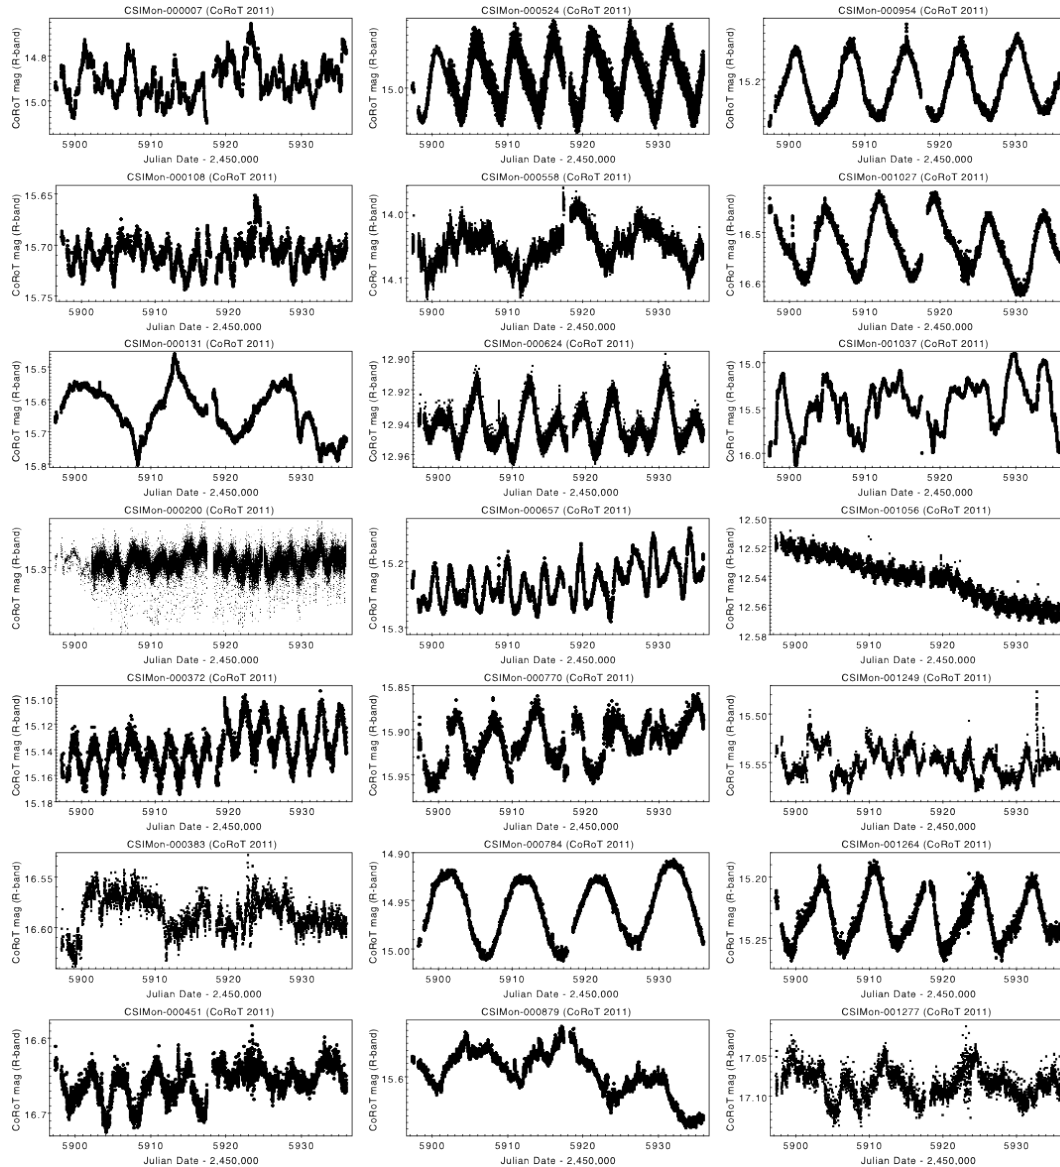 CSIMon-000007 (CoRoT 2011)
CoRoT mag (R-band)
14.8
15.0
5900 5910 5920 5930
Julian Date - 2,450,000
CSIMon-000524 (CoRoT 2011)
CoRoT mag (R-band)
15.0
5900 5910 5920 5930
Julian Date - 2,450,000
CSIMon-000954 (CoRoT 2011)
CoRoT mag (R-band)
15.2
5900 5910 5920 5930
Julian Date - 2,450,000
CSIMon-000108 (CoRoT 2011)
CoRoT mag (R-band)
15.65
15.70
15.75
5900 5910 5920 5930
Julian Date - 2,450,000
CSIMon-000558 (CoRoT 2011)
CoRoT mag (R-band)
14.0
14.1
5900 5910 5920 5930
Julian Date - 2,450,000
CSIMon-001027 (CoRoT 2011)
CoRoT mag (R-band)
16.5
16.6
5900 5910 5920 5930
Julian Date - 2,450,000
CSIMon-000131 (CoRoT 2011)
CoRoT mag (R-band)
15.5
15.6
15.7
15.8
5900 5910 5920 5930
Julian Date - 2,450,000
CSIMon-000624 (CoRoT 2011)
CoRoT mag (R-band)
12.90
12.92
12.94
12.96
5900 5910 5920 5930
Julian Date - 2,450,000
CSIMon-001037 (CoRoT 2011)
CoRoT mag (R-band)
15.0
15.5
16.0
5900 5910 5920 5930
Julian Date - 2,450,000
CSIMon-000200 (CoRoT 2011)
CoRoT mag (R-band)
15.3
5900 5910 5920 5930
Julian Date - 2,450,000
CSIMon-000657 (CoRoT 2011)
CoRoT mag (R-band)
15.2
15.3
5900 5910 5920 5930
Julian Date - 2,450,000
CSIMon-001056 (CoRoT 2011)
CoRoT mag (R-band)
12.50
12.52
12.54
12.56
12.58
5900 5910 5920 5930
Julian Date - 2,450,000
CSIMon-000372 (CoRoT 2011)
CoRoT mag (R-band)
15.10
15.12
15.14
15.16
15.18
5900 5910 5920 5930
Julian Date - 2,450,000
CSIMon-000770 (CoRoT 2011)
CoRoT mag (R-band)
15.85
15.90
15.95
5900 5910 5920 5930
Julian Date - 2,450,000
CSIMon-001249 (CoRoT 2011)
CoRoT mag (R-band)
15.50
15.55
5900 5910 5920 5930
Julian Date - 2,450,000
CSIMon-000383 (CoRoT 2011)
CoRoT mag (R-band)
16.55
16.60
5900 5910 5920 5930
Julian Date - 2,450,000
CSIMon-000784 (CoRoT 2011)
CoRoT mag (R-band)
14.90
14.95
15.00
5900 5910 5920 5930
Julian Date - 2,450,000
CSIMon-001264 (CoRoT 2011)
CoRoT mag (R-band)
15.20
15.25
5900 5910 5920 5930
Julian Date - 2,450,000
CSIMon-000451 (CoRoT 2011)
CoRoT mag (R-band)
16.6
16.7
5900 5910 5920 5930
Julian Date - 2,450,000
CSIMon-000879 (CoRoT 2011)
CoRoT mag (R-band)
15.6
5900 5910 5920 5930
Julian Date - 2,450,000
CSIMon-001277 (CoRoT 2011)
CoRoT mag (R-band)
17.05
17.10
5900 5910 5920 5930
Julian Date - 2,450,000